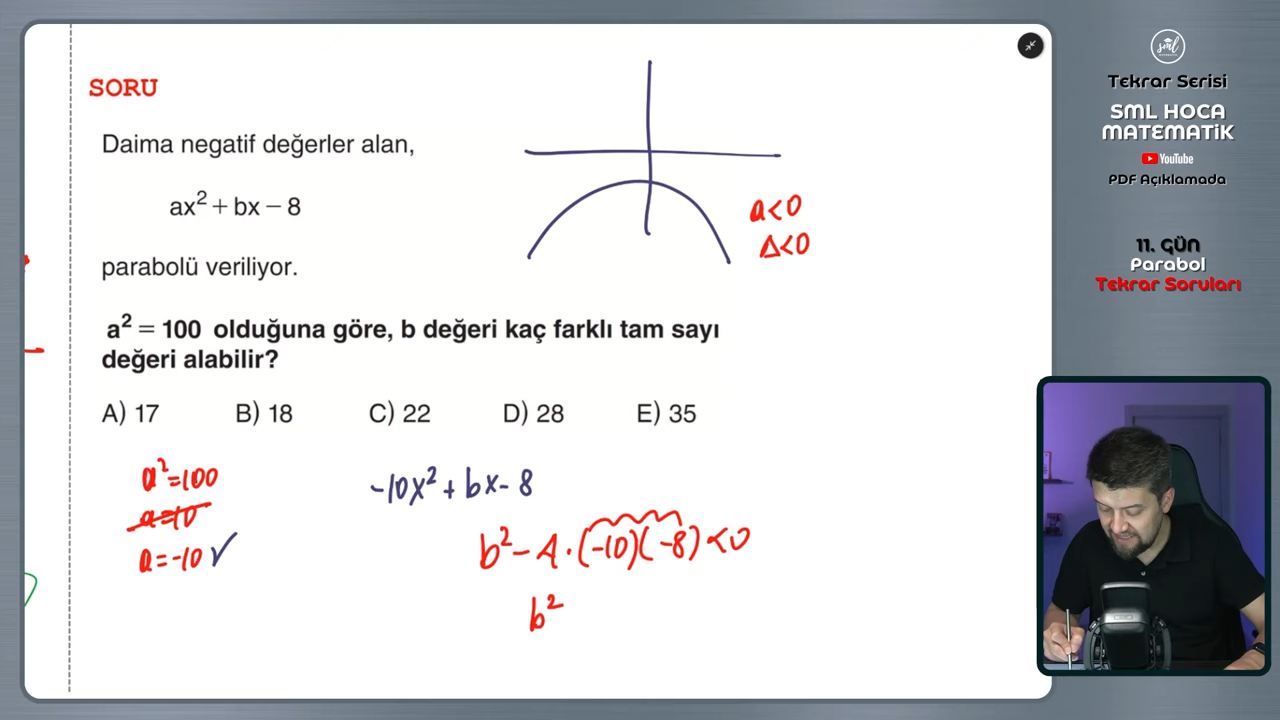 SORU
Daima negatif değerler alan,
ax² + bx − 8
parabolü veriliyor.
a² = 100 olduğuna göre, b değeri kaç farklı tam sayı
değeri alabilir?
A) 17 B) 18 C) 22 D) 28 E) 35
a<0
Δ<0
a²=100
a=10
a=-10 ✓
-10x² + bx - 8
b² - 4·(-10)(-8) < 0
b²
sml
Tekrar Serisi
SML HOCA
MATEMATİK
YouTube
PDF Açıklamada
11. GÜN
Parabol
Tekrar Soruları